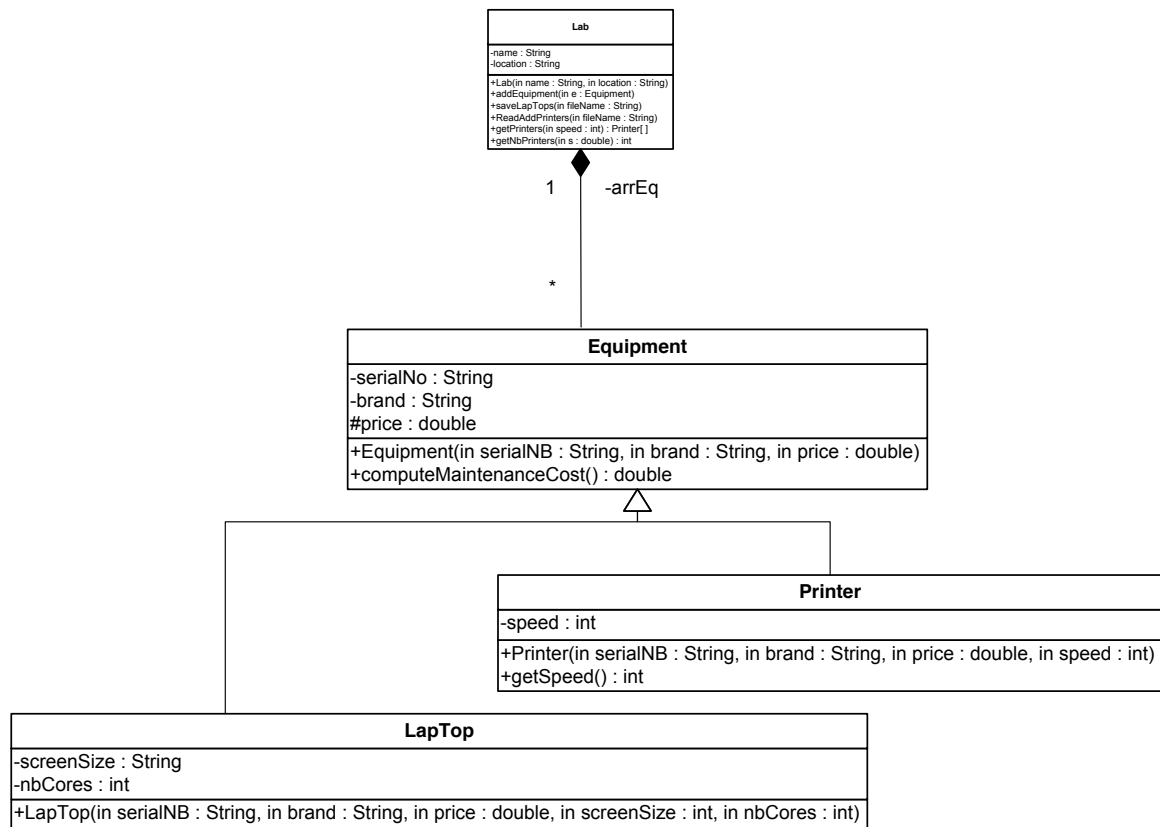 Lab
-name : String
-location : String
+Lab(in name : String, in location : String)
+addEquipment(in e : Equipment)
+saveLapTops(in fileName : String)
+ReadAddPrinters(in fileName : String)
+getPrinters(in speed : int) : Printer[ ]
+getNbPrinters(in s : double) : int
1
-arrEq
*
Equipment
-serialNo : String
-brand : String
#price : double
+Equipment(in serialNB : String, in brand : String, in price : double)
+computeMaintenanceCost() : double
Printer
-speed : int
+Printer(in serialNB : String, in brand : String, in price : double, in speed : int)
+getSpeed() : int
LapTop
-screenSize : String
-nbCores : int
+LapTop(in serialNB : String, in brand : String, in price : double, in screenSize : int, in nbCores : int)